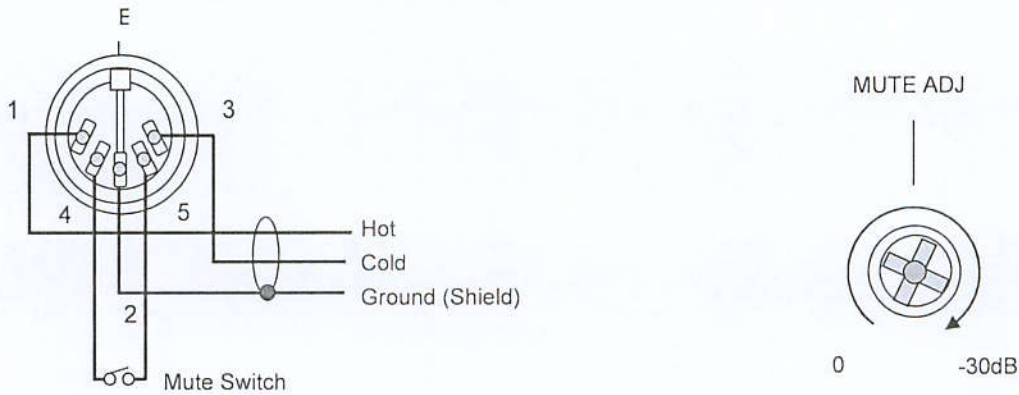 E
1
3
MUTE ADJ
4
5
Hot
Cold
Ground (Shield)
2
Mute Switch
0
-30dB